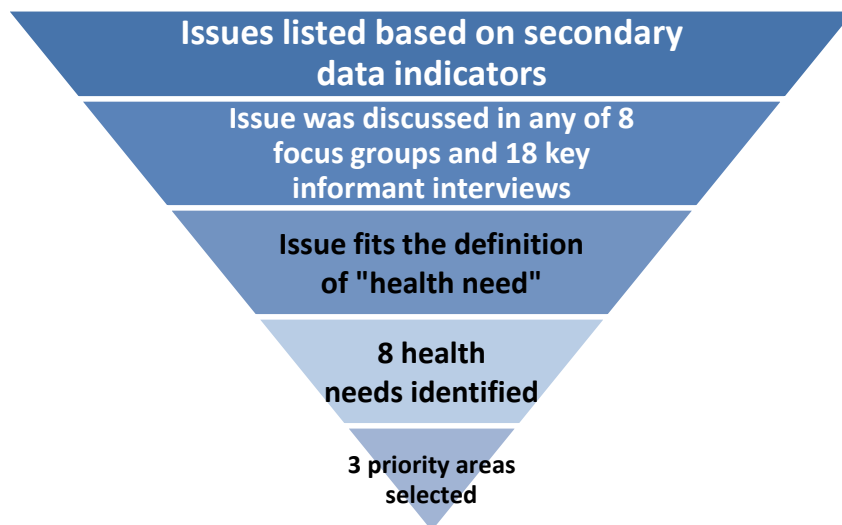 Issues listed based on secondary
data indicators
Issue was discussed in any of 8
focus groups and 18 key
informant interviews
Issue fits the definition
of "health need"
8 health
needs identified
3 priority areas
selected